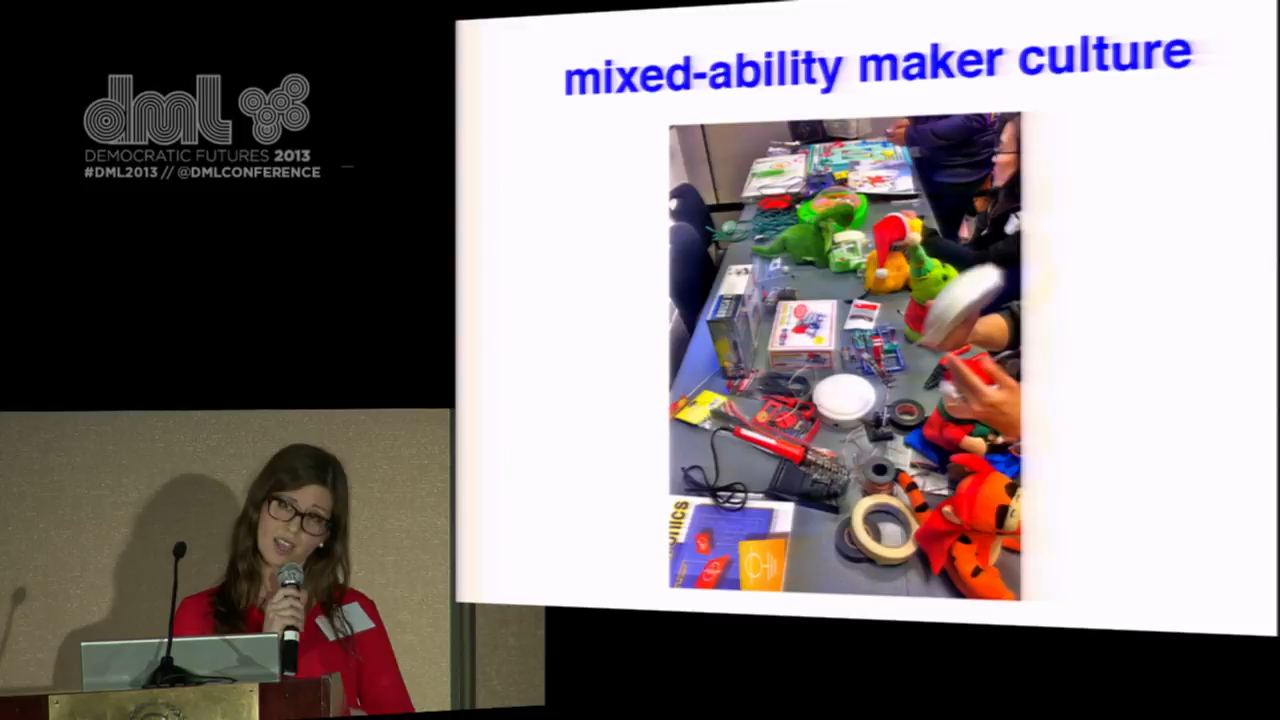 dml
DEMOCRATIC FUTURES 2013
#DML2013 // @DMLCONFERENCE
mixed-ability maker culture